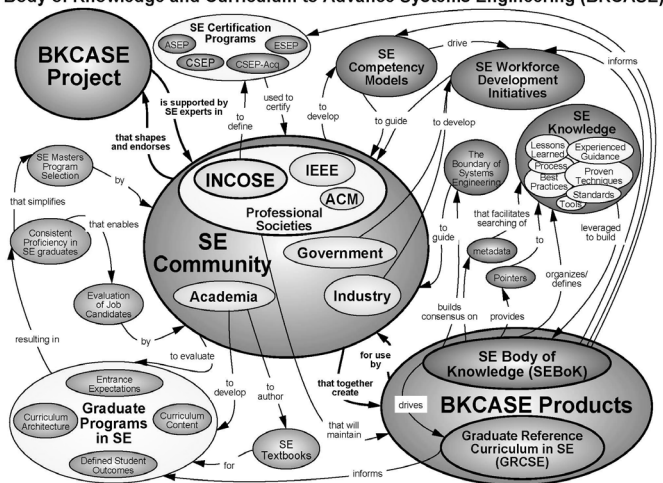 Body of Knowledge and Curriculum to Advance Systems Engineering (BKCASE)
BKCASE
Project
SE Certification
Programs
ASEP
ESEP
CSEP
CSEP-Acq
SE
Competency
Models
drive
SE Workforce
Development
Initiatives
informs
is supported by
SE experts in
that shapes
and endorses
to
define
used to
certify
to
develop
to guide
to develop
SE
Knowledge
Lessons
Learned
Experienced
Guidance
Process
Best
Practices
Proven
Techniques
Standards
Tools
SE Masters
Program
Selection
by
that simplifies
Consistent
Proficiency in
SE graduates
that enables
Evaluation
of Job
Candidates
by
resulting in
INCOSE
IEEE
ACM
Professional
Societies
SE
Community
Government
Academia
Industry
The
Boundary of
Systems
Engineering
to
guide
that facilitates
searching of
metadata
to
Pointers
leveraged
to build
organizes/
defines
builds
consensus on
provides
to evaluate
to
develop
to
author
for use
by
that together
create
that will
maintain
drives
SE Body of
Knowledge (SEBoK)
BKCASE Products
Graduate Reference
Curriculum in SE
(GRCSE)
Entrance
Expectations
Curriculum
Architecture
Graduate
Programs
in SE
Curriculum
Content
Defined Student
Outcomes
for
SE
Textbooks
informs